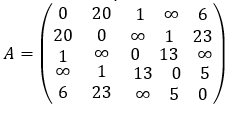 0 20 1 ∞ 6
20 0 ∞ 1 23
A = 1 ∞ 0 13 ∞
∞ 1 13 0 5
6 23 ∞ 5 0